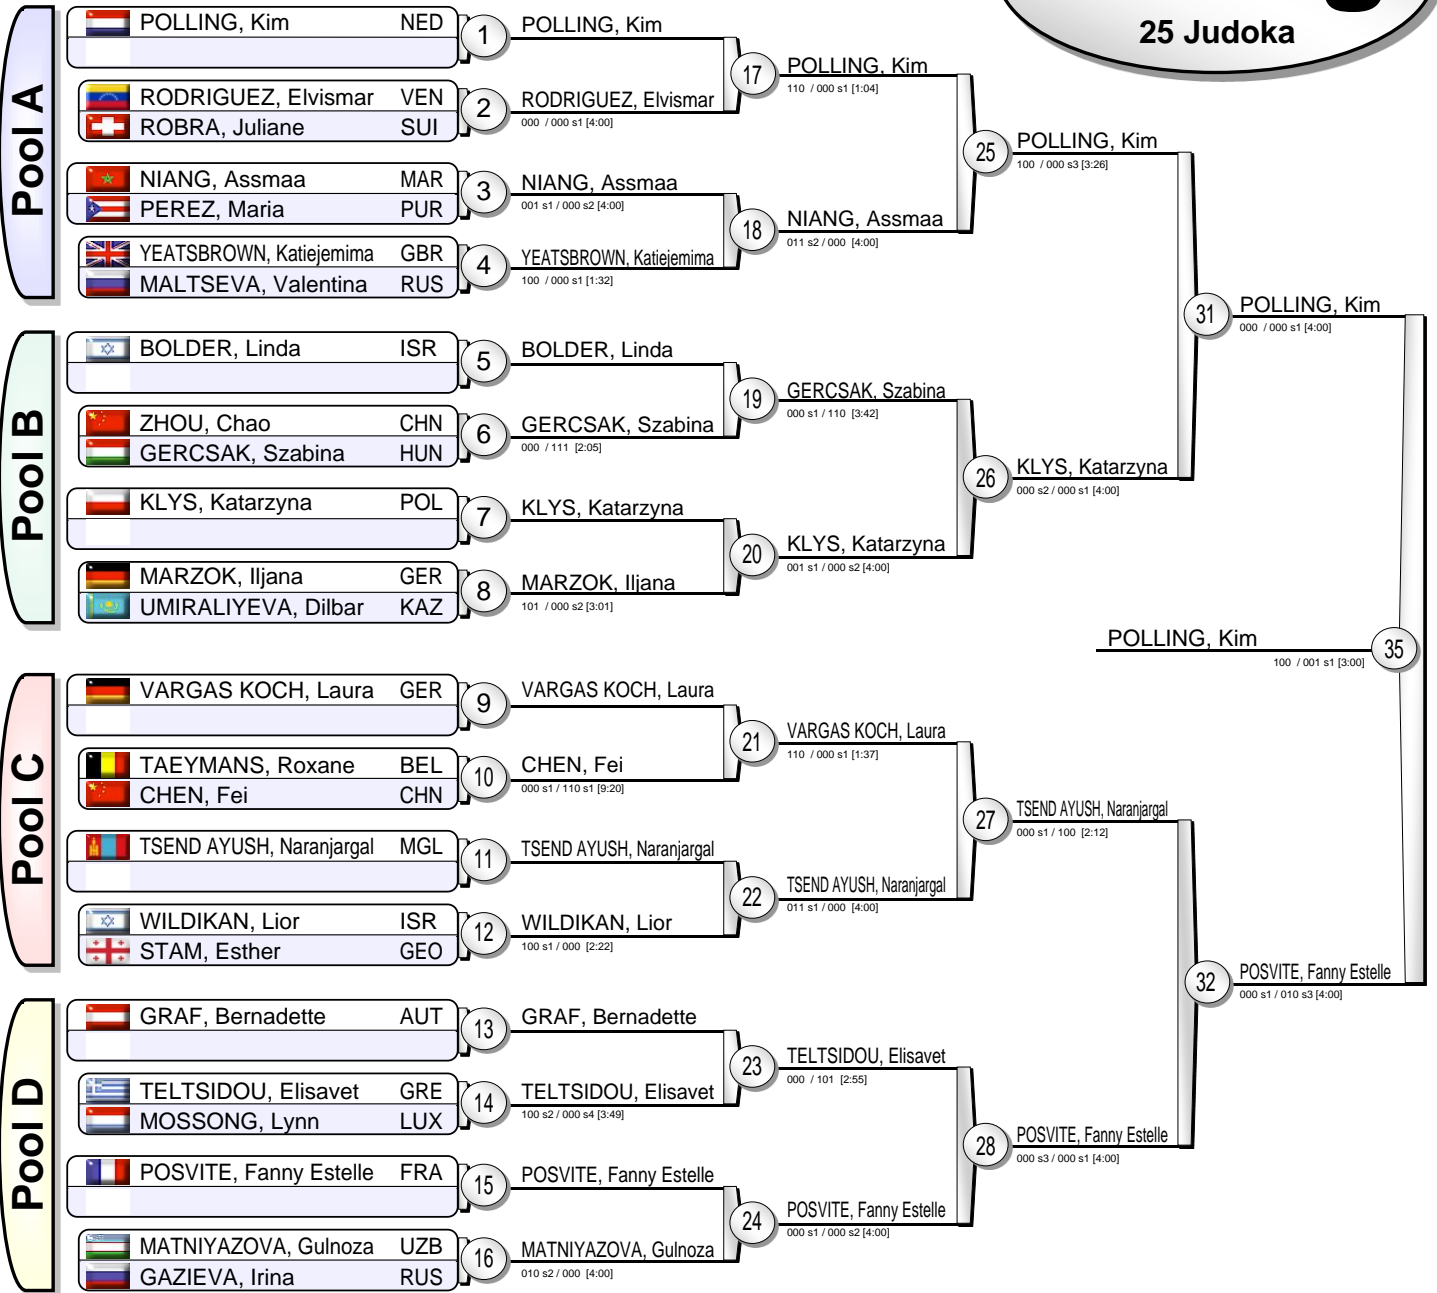 25 Judoka
Pool A
POLLING, Kim NED
1
POLLING, Kim
RODRIGUEZ, Elvismar VEN
ROBRA, Juliane SUI
2
RODRIGUEZ, Elvismar
000 / 000 s1 [4:00]
17
POLLING, Kim
110 / 000 s1 [1:04]
NIANG, Assmaa MAR
PEREZ, Maria PUR
3
NIANG, Assmaa
001 s1 / 000 s2 [4:00]
YEATSBROWN, Katiejemima GBR
MALTSEVA, Valentina RUS
4
YEATSBROWN, Katiejemima
100 / 000 s1 [1:32]
18
NIANG, Assmaa
011 s2 / 000 [4:00]
25
POLLING, Kim
100 / 000 s3 [3:26]
Pool B
BOLDER, Linda ISR
5
BOLDER, Linda
ZHOU, Chao CHN
GERCSAK, Szabina HUN
6
GERCSAK, Szabina
000 / 111 [2:05]
19
GERCSAK, Szabina
000 s1 / 110 [3:42]
KLYS, Katarzyna POL
7
KLYS, Katarzyna
MARZOK, Iljana GER
UMIRALIYEVA, Dilbar KAZ
8
MARZOK, Iljana
101 / 000 s2 [3:01]
20
KLYS, Katarzyna
001 s1 / 000 s2 [4:00]
26
KLYS, Katarzyna
000 s2 / 000 s1 [4:00]
31
POLLING, Kim
000 / 000 s1 [4:00]
POLLING, Kim
100 / 001 s1 [3:00]
35
Pool C
VARGAS KOCH, Laura GER
9
VARGAS KOCH, Laura
TAEYMANS, Roxane BEL
CHEN, Fei CHN
10
CHEN, Fei
000 s1 / 110 s1 [9:20]
21
VARGAS KOCH, Laura
110 / 000 s1 [1:37]
TSEND AYUSH, Naranjargal MGL
11
TSEND AYUSH, Naranjargal
WILDIKAN, Lior ISR
STAM, Esther GEO
12
WILDIKAN, Lior
100 s1 / 000 [2:22]
22
TSEND AYUSH, Naranjargal
011 s1 / 000 [4:00]
27
TSEND AYUSH, Naranjargal
000 s1 / 100 [2:12]
Pool D
GRAF, Bernadette AUT
13
GRAF, Bernadette
TELTSIDOU, Elisavet GRE
MOSSONG, Lynn LUX
14
TELTSIDOU, Elisavet
100 s2 / 000 s4 [3:49]
23
TELTSIDOU, Elisavet
000 / 101 [2:55]
POSVITE, Fanny Estelle FRA
15
POSVITE, Fanny Estelle
MATNIYAZOVA, Gulnoza UZB
GAZIEVA, Irina RUS
16
MATNIYAZOVA, Gulnoza
010 s2 / 000 [4:00]
24
POSVITE, Fanny Estelle
000 s1 / 000 s2 [4:00]
28
POSVITE, Fanny Estelle
000 s3 / 000 s1 [4:00]
32
POSVITE, Fanny Estelle
000 s1 / 010 s3 [4:00]